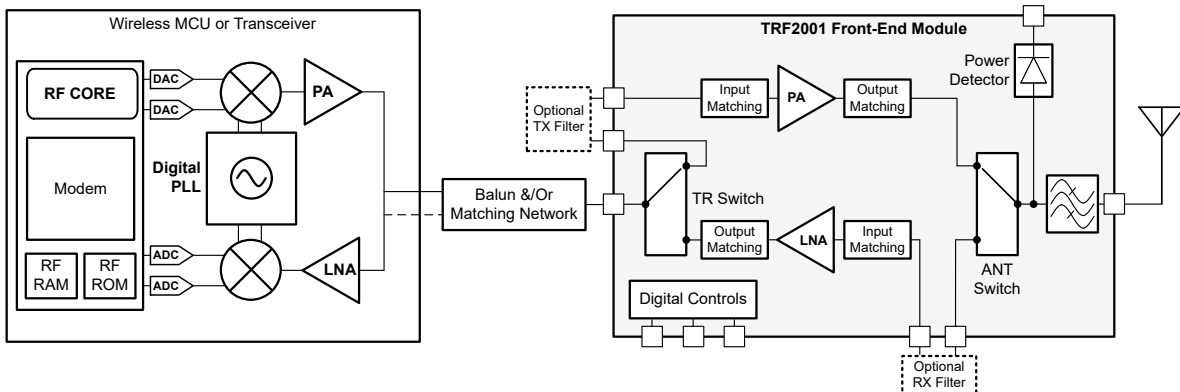 Wireless MCU or Transceiver
RF CORE
DAC
DAC
PA
Modem
Digital
PLL
RF
RAM
RF
ROM
ADC
ADC
LNA
Balun &/Or
Matching Network
TRF2001 Front-End Module
Optional
TX Filter
Input
Matching
PA
Output
Matching
Power
Detector
TR Switch
Output
Matching
LNA
Input
Matching
ANT
Switch
Digital Controls
Optional
RX Filter